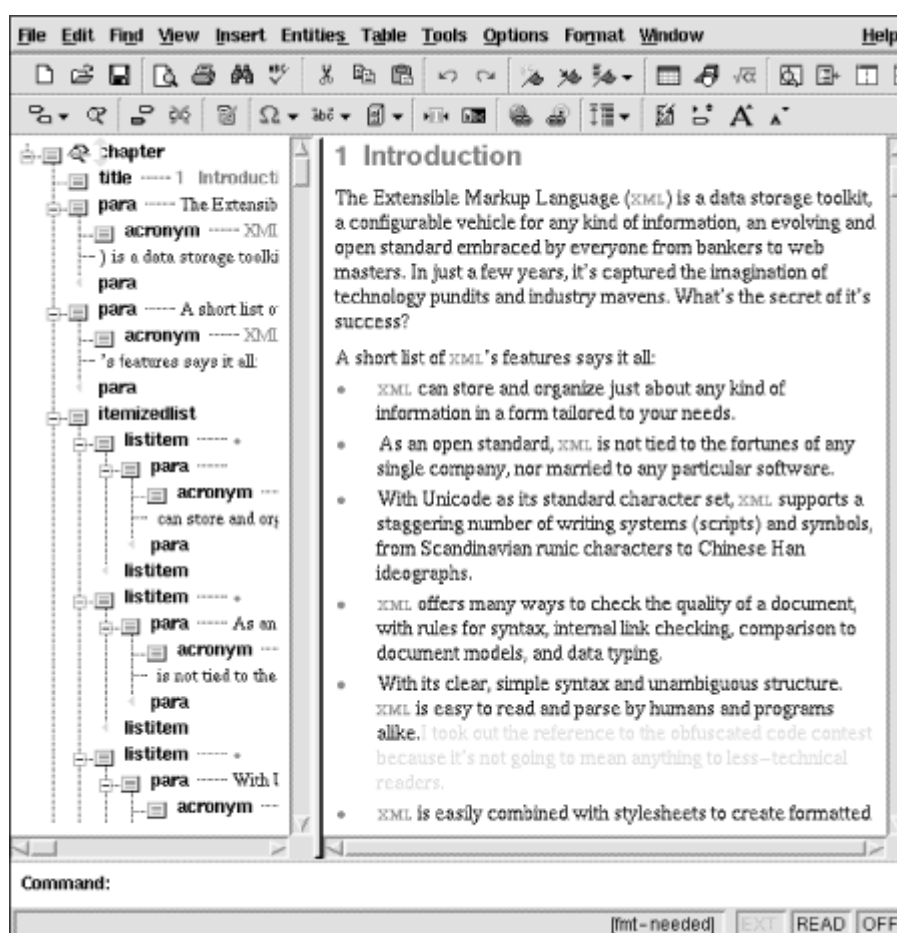 File Edit Find View Insert Entities Table Tools Options Format Window Help
chapter
title 1 Introducti
para The Extensib
acronym XMI
) is a data storage toolki
para
para A short list o
acronym XMI
's features says it all:
para
itemizedlist
listitem
para
acronym
can store and org
para
listitem
listitem
para As an
acronym
is not tied to the
para
listitem
listitem
para With U
acronym
1 Introduction
The Extensible Markup Language (XML) is a data storage toolkit,
a configurable vehicle for any kind of information, an evolving and
open standard embraced by everyone from bankers to web
masters. In just a few years, it's captured the imagination of
technology pundits and industry mavens. What's the secret of it's
success?
A short list of XML's features says it all:
• XML can store and organize just about any kind of
information in a form tailored to your needs.
• As an open standard, XML is not tied to the fortunes of any
single company, nor married to any particular software.
• With Unicode as its standard character set, XML supports a
staggering number of writing systems (scripts) and symbols,
from Scandinavian runic characters to Chinese Han
ideographs.
• XML offers many ways to check the quality of a document,
with rules for syntax, internal link checking, comparison to
document models, and data typing.
• With its clear, simple syntax and unambiguous structure.
XML is easy to read and parse by humans and programs
alike.I took out the reference to the obfuscated code contest
because it's not going to mean anything to less-technical
readers.
• XML is easily combined with stylesheets to create formatted
Command:
[fmt-needed] EXT READ OFF